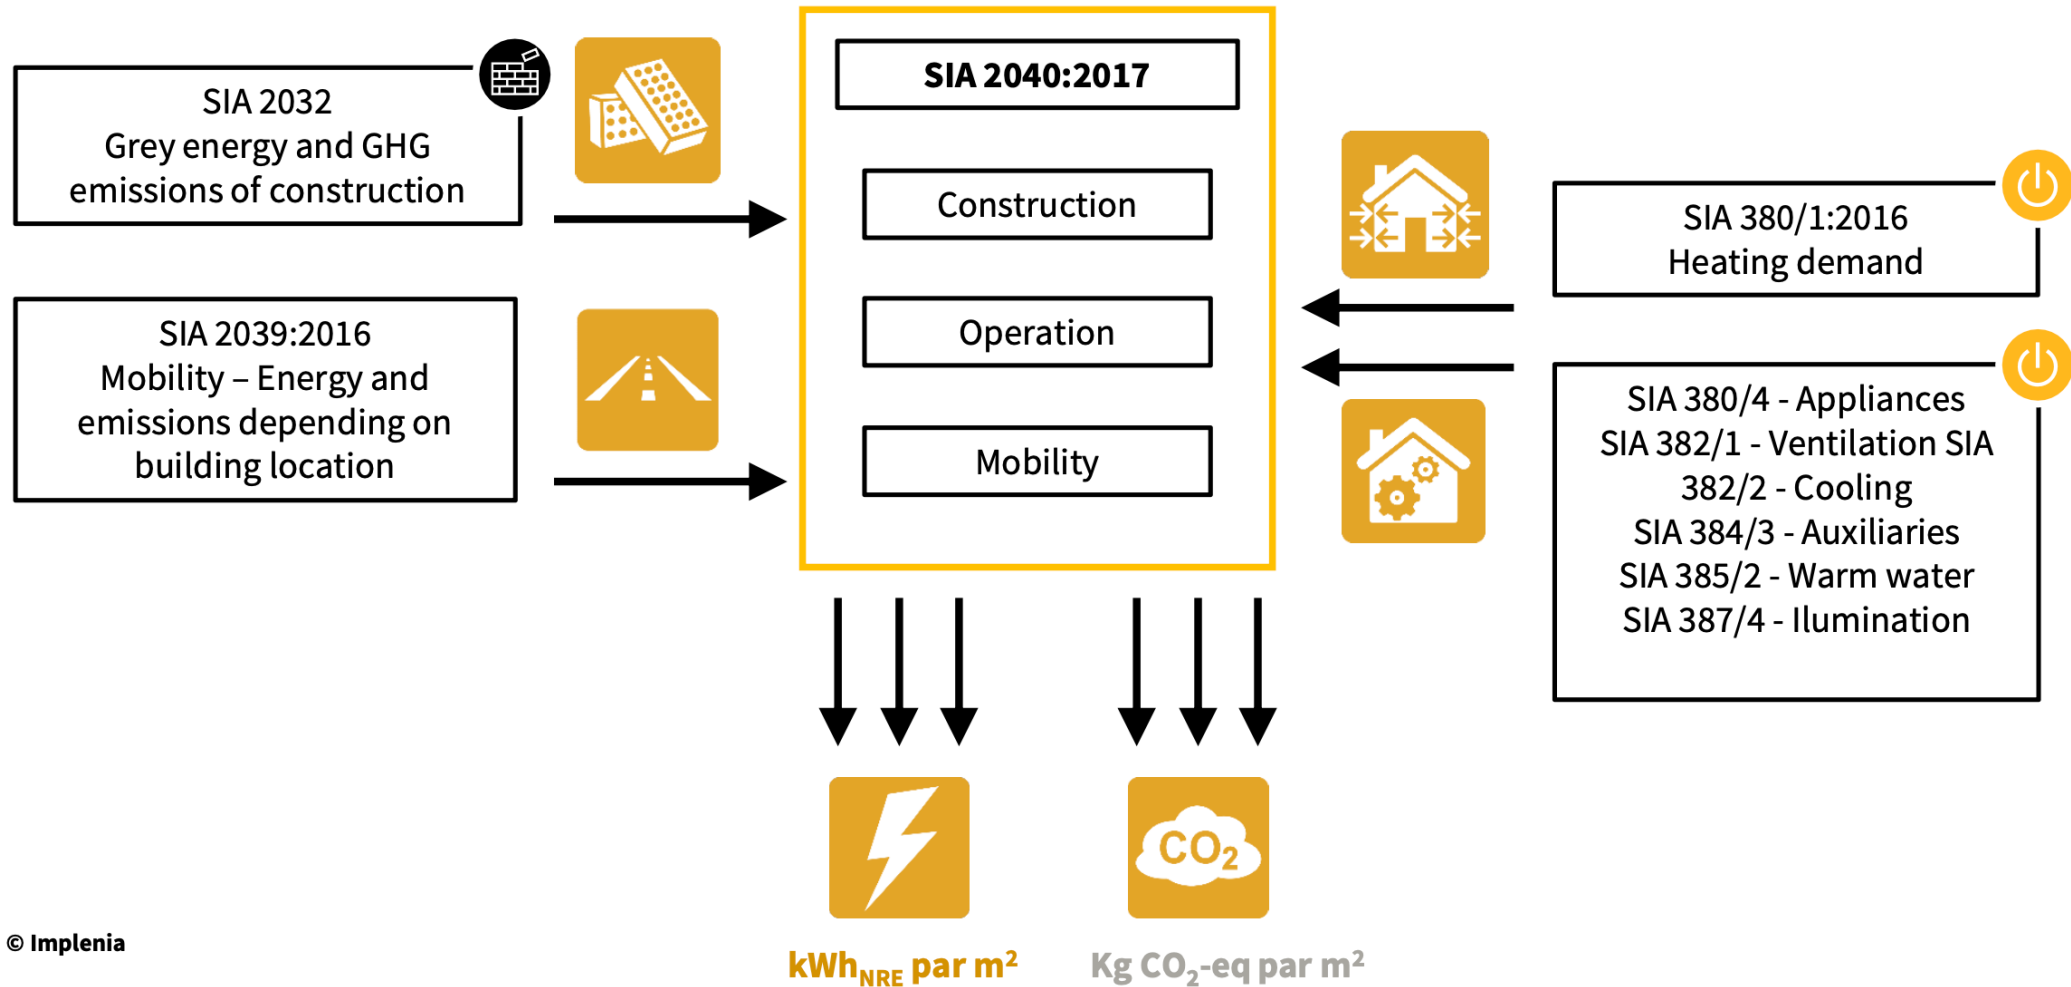 SIA 2032
Grey energy and GHG
emissions of construction
SIA 2039:2016
Mobility – Energy and
emissions depending on
building location
SIA 2040:2017
Construction
Operation
Mobility
SIA 380/1:2016
Heating demand
SIA 380/4 - Appliances
SIA 382/1 - Ventilation SIA
382/2 - Cooling
SIA 384/3 - Auxiliaries
SIA 385/2 - Warm water
SIA 387/4 - Ilumination
CO₂
kWh_NRE par m²
Kg CO₂-eq par m²
© Implenia